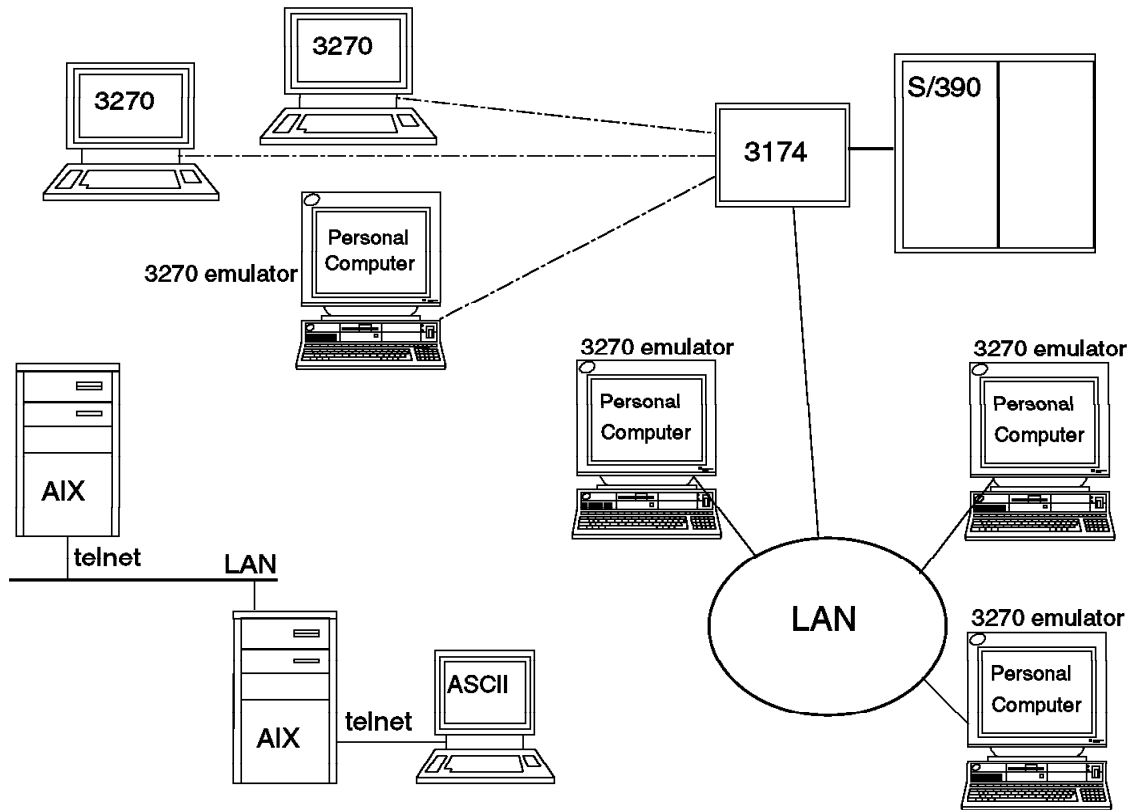 3270
3270
S/390
3174
Personal
Computer
3270 emulator
3270 emulator
3270 emulator
Personal
Computer
Personal
Computer
AIX
telnet
LAN
LAN
3270 emulator
Personal
Computer
ASCII
telnet
AIX